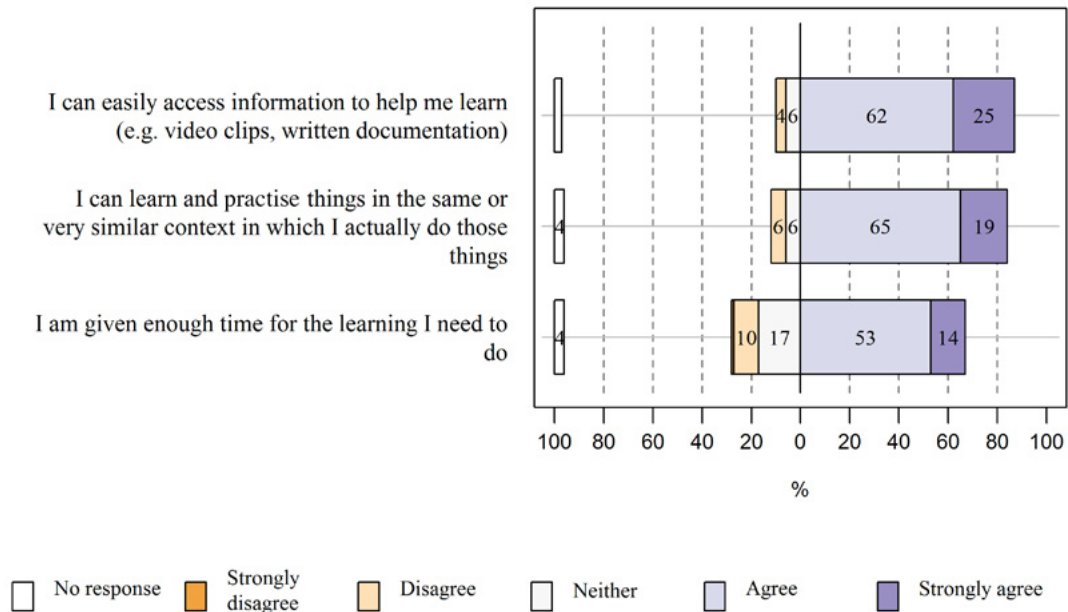 I can easily access information to help me learn
(e.g. video clips, written documentation)
4 6 62 25
I can learn and practise things in the same or
very similar context in which I actually do those
things
4 6 6 65 19
I am given enough time for the learning I need to
do
4 10 17 53 14
100 80 60 40 20 0 20 40 60 80 100
%
No response
Strongly
disagree
Disagree
Neither
Agree
Strongly agree